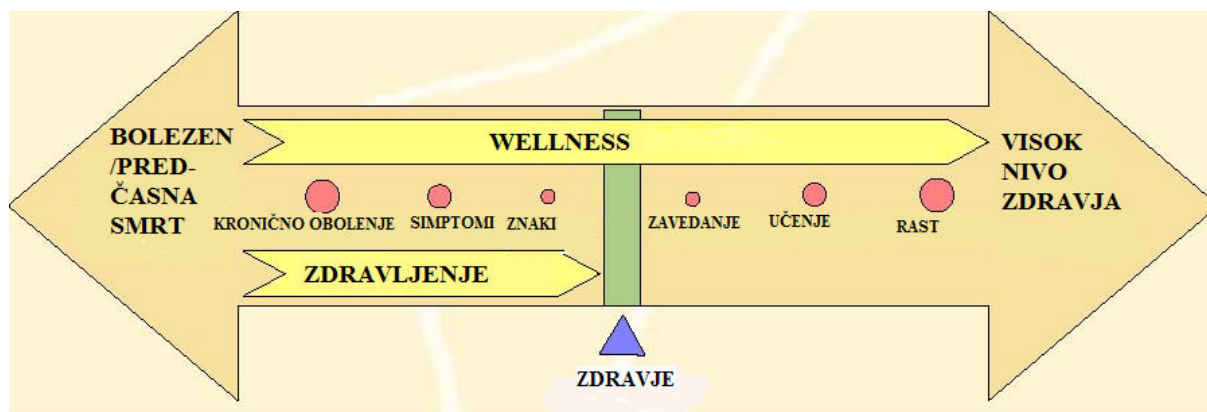 BOLEZEN
/PRED-
ČASNA
SMRT
WELLNESS
VISOK
NIVO
ZDRAVJA
KRONIČNO OBOLENJE
SIMPTOMI
ZNAKI
ZAVEDANJE
UČENJE
RAST
ZDRAVLJENJE
ZDRAVJE